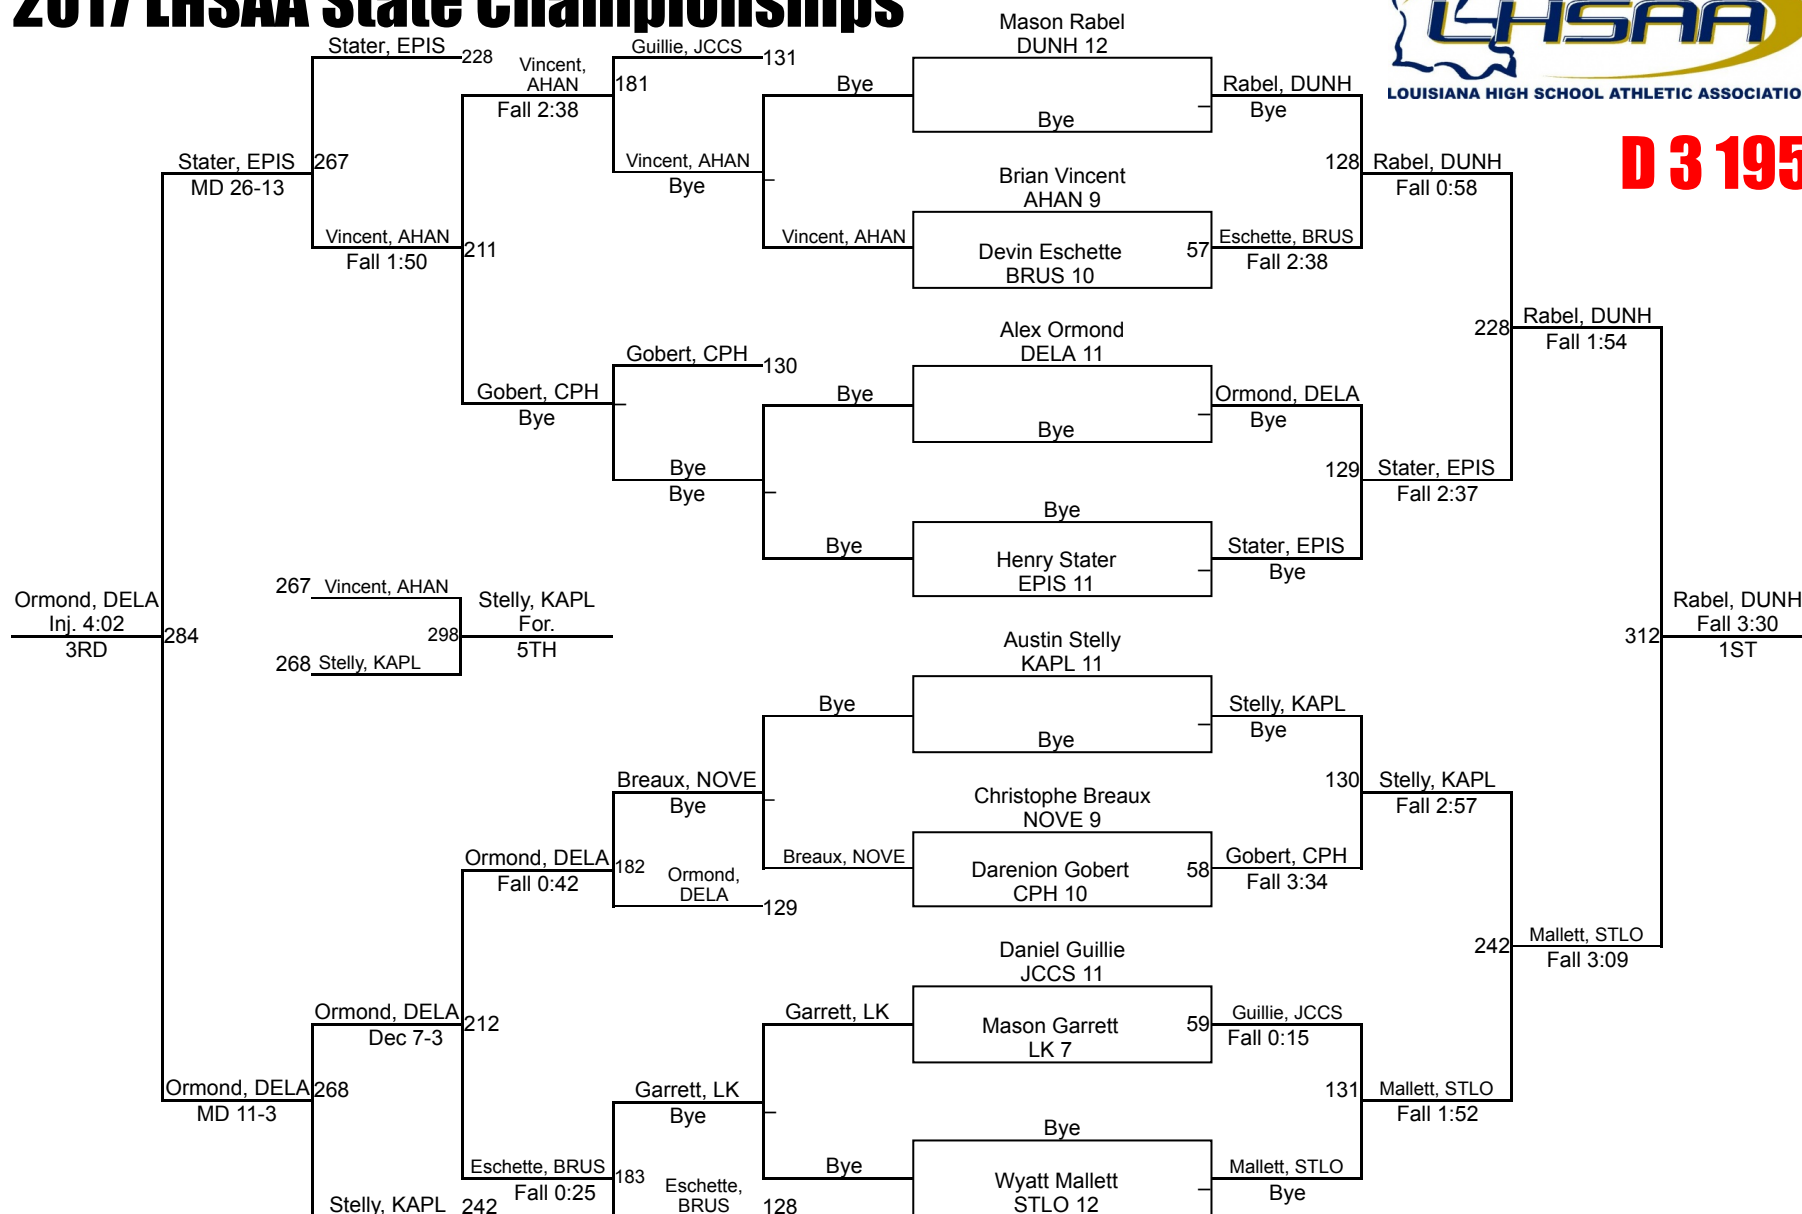 2017 LHSAA State Championships
LHSAA
LOUISIANA HIGH SCHOOL ATHLETIC ASSOCIATIO
D 3 195
Stater, EPIS
228
Vincent,
AHAN
Fall 2:38
181
Guillie, JCCS
131
Bye
Mason Rabel
DUNH 12
Bye
Rabel, DUNH
Bye
Stater, EPIS
MD 26-13
267
Vincent, AHAN
Bye
Brian Vincent
AHAN 9
128
Rabel, DUNH
Fall 0:58
Vincent, AHAN
Fall 1:50
211
Vincent, AHAN
Devin Eschette
BRUS 10
57
Eschette, BRUS
Fall 2:38
Alex Ormond
DELA 11
228
Rabel, DUNH
Fall 1:54
Gobert, CPH
130
Gobert, CPH
Bye
Bye
Bye
Ormond, DELA
Bye
Bye
Bye
129
Stater, EPIS
Fall 2:37
Bye
Bye
Henry Stater
EPIS 11
Stater, EPIS
Bye
Ormond, DELA
Inj. 4:02
3RD
284
267
Vincent, AHAN
298
268
Stelly, KAPL
Stelly, KAPL
For.
5TH
312
Rabel, DUNH
Fall 3:30
1ST
Austin Stelly
KAPL 11
Bye
Bye
Stelly, KAPL
Bye
Breaux, NOVE
Bye
Christophe Breaux
NOVE 9
130
Stelly, KAPL
Fall 2:57
Ormond, DELA
Fall 0:42
182
Ormond,
DELA
129
Breaux, NOVE
Darenion Gobert
CPH 10
58
Gobert, CPH
Fall 3:34
Daniel Guillie
JCCS 11
242
Mallett, STLO
Fall 3:09
Ormond, DELA
Dec 7-3
212
Garrett, LK
Mason Garrett
LK 7
59
Guillie, JCCS
Fall 0:15
Ormond, DELA
MD 11-3
268
Garrett, LK
Bye
131
Mallett, STLO
Fall 1:52
Bye
Eschette, BRUS
Fall 0:25
183
Eschette,
BRUS
128
Bye
Wyatt Mallett
STLO 12
Mallett, STLO
Bye
Stelly, KAPL
242